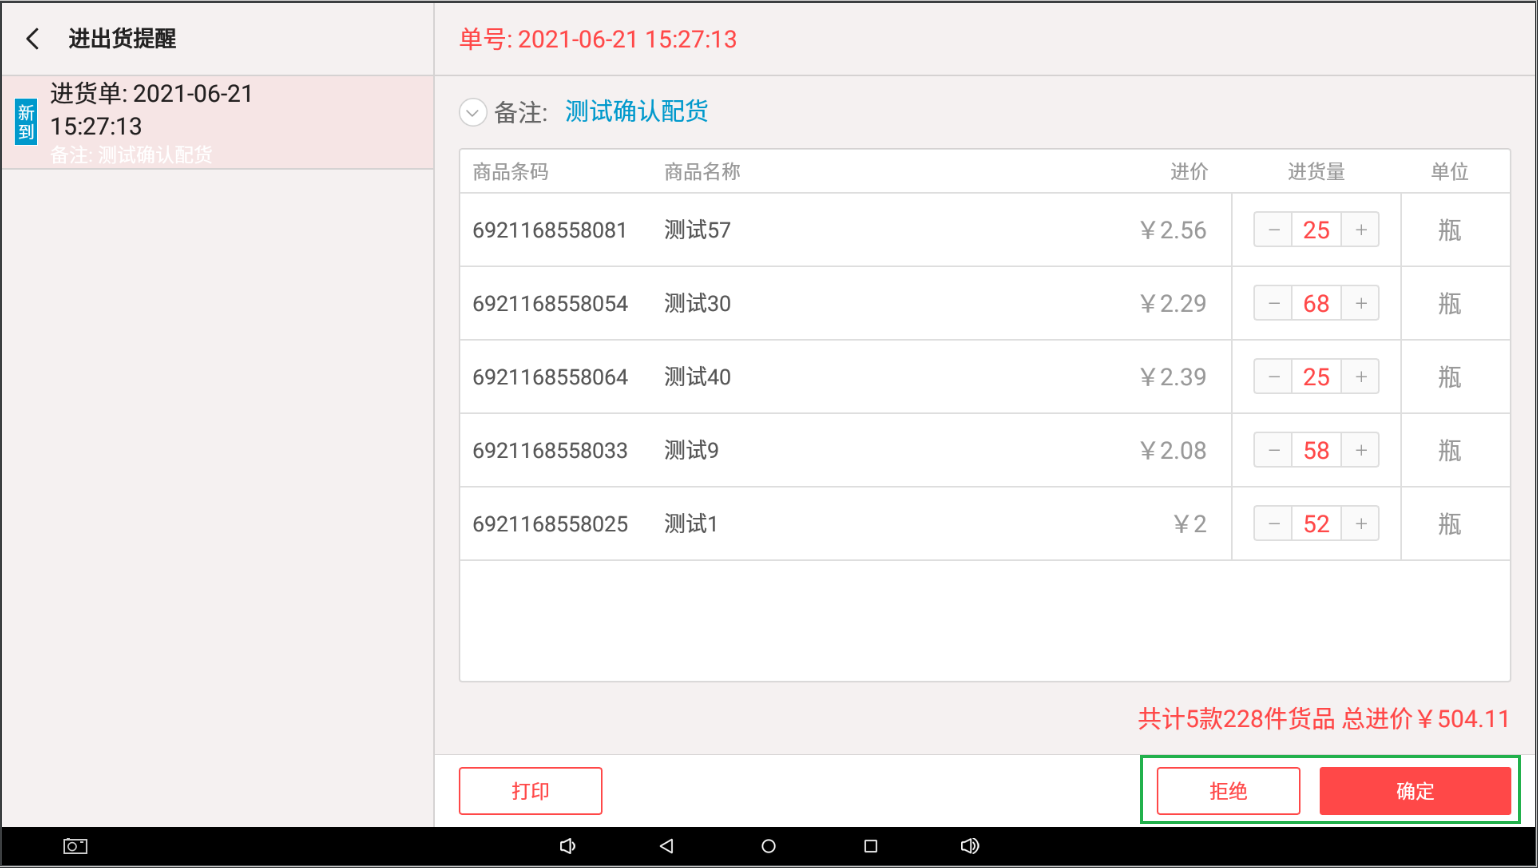 进出货提醒
单号: 2021-06-21 15:27:13
新到
进货单: 2021-06-21
15:27:13
备注: 测试确认配货
备注: 测试确认配货
商品条码 商品名称 进价 进货量 单位
6921168558081 测试57 ￥2.56 − 25 + 瓶
6921168558054 测试30 ￥2.29 − 68 + 瓶
6921168558064 测试40 ￥2.39 − 25 + 瓶
6921168558033 测试9 ￥2.08 − 58 + 瓶
6921168558025 测试1 ￥2 − 52 + 瓶
共计5款228件货品 总进价￥504.11
打印 拒绝 确定